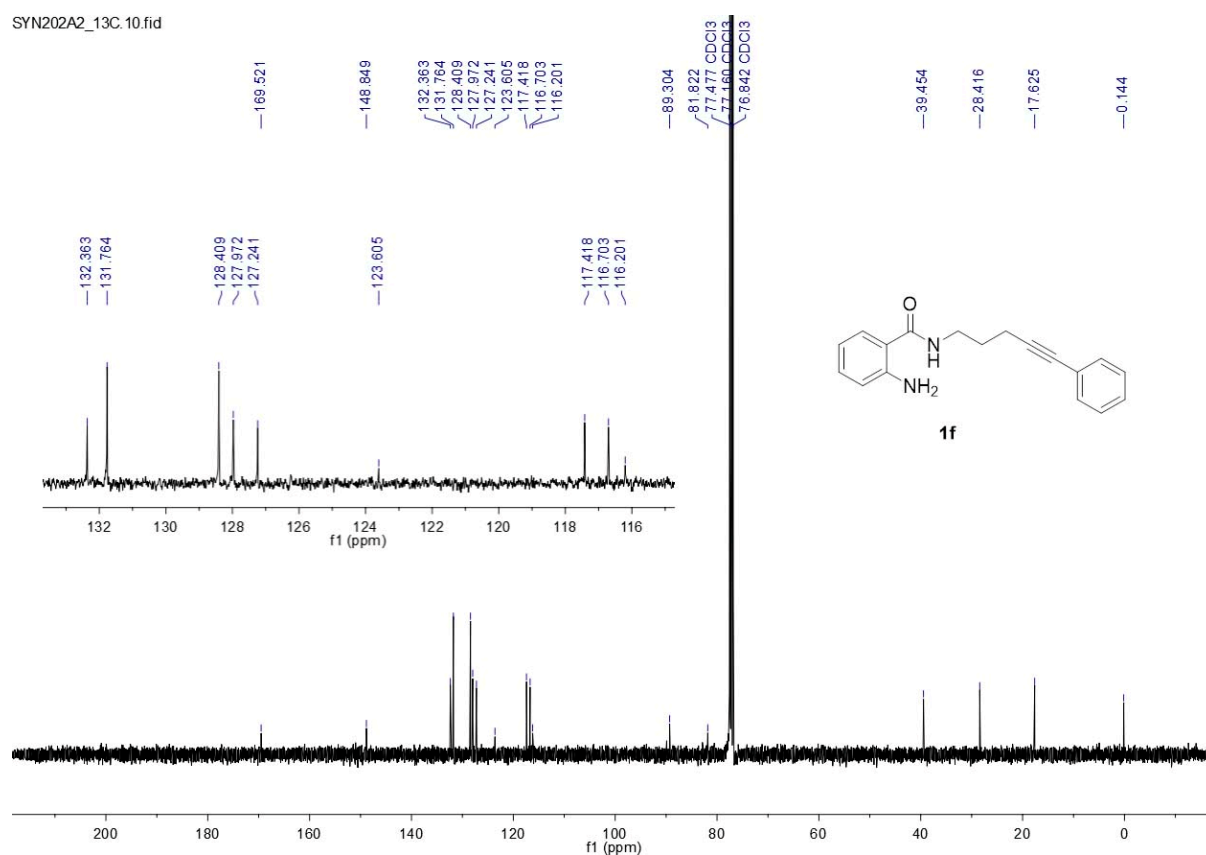 SYN202A2_13C.10.fid
-169.521
-148.849
132.363
131.764
128.409
127.972
127.241
123.605
117.418
116.703
116.201
-89.304
81.822
77.477 CDCl3
77.160 CDCl3
76.842 CDCl3
-39.454
-28.416
-17.625
-0.144
132.363
131.764
128.409
127.972
127.241
-123.605
117.418
116.703
116.201
132 130 128 126 124 122 120 118 116
f1 (ppm)
O
N
H
NH2
1f
200 180 160 140 120 100 80 60 40 20 0
f1 (ppm)